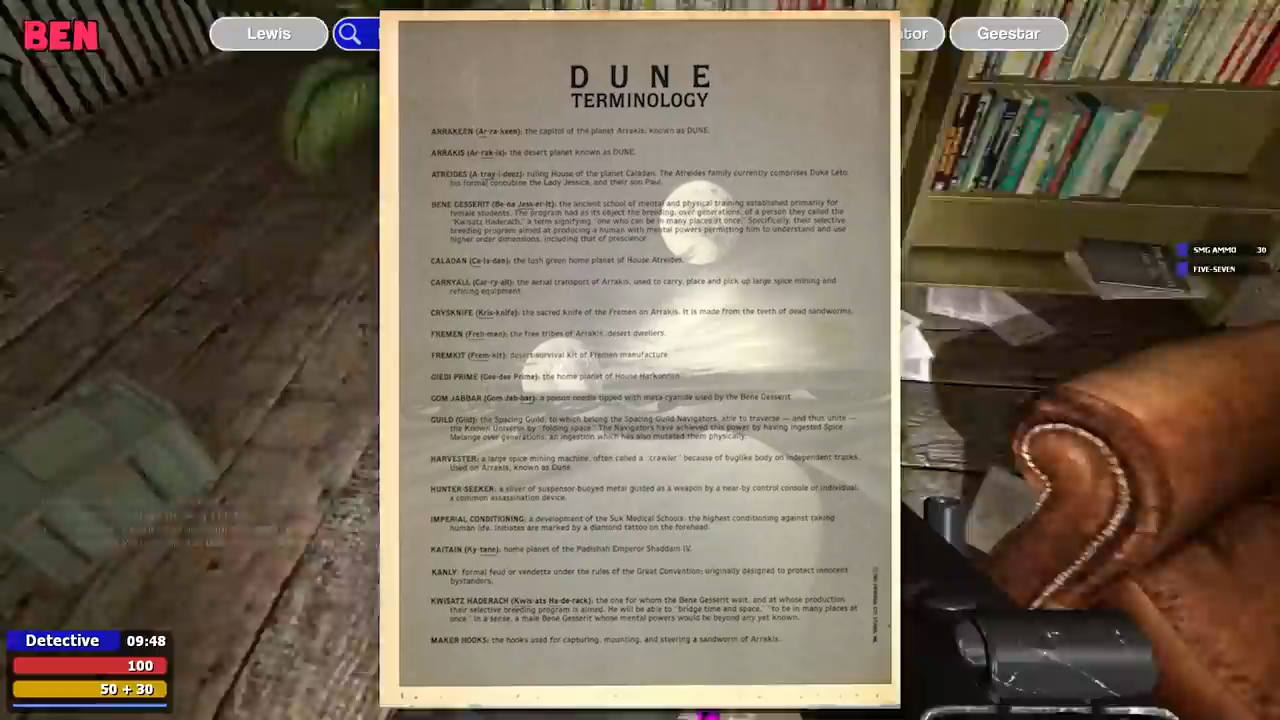 BEN
Lewis
tor
Geestar
DUNE
TERMINOLOGY
ARRAKEEN (Ar-ra-keen): the capitol of the planet Arrakis, known as DUNE.
ARRAKIS (Ar-rak-is): the desert planet known as DUNE.
ATREIDES (A-tray-i-deez): ruling House of the planet Caladan. The Atreides family currently comprises Duke Leto,
his formal concubine the Lady Jessica, and their son Paul.
BENE GESSERIT (Be-na Jess-er-it): the ancient school of mental and physical training established primarily for
female students. The program had as its object the breeding, over generations, of a person they called the
"Kwisatz Haderach," a term signifying "one who can be in many places at once." Specifically, their selective
breeding program aimed at producing a human with mental powers permitting him to understand and use
higher order dimensions, including that of prescience.
CALADAN (Ca-la-dan): the lush green home planet of House Atreides.
CARRYALL (Car-ry-all): the aerial transport of Arrakis, used to carry, place and pick up large spice mining and
refining equipment.
CRYSKNIFE (Kris-knife): the sacred knife of the Fremen on Arrakis. It is made from the teeth of dead sandworms.
FREMEN (Freh-men): the free tribes of Arrakis, desert dwellers.
FREMKIT (Frem-kit): desert survival kit of Fremen manufacture.
GIEDI PRIME (Gee-dee Prime): the home planet of House Harkonnen.
GOM JABBAR (Gom Jab-bar): a poison needle tipped with meta-cyanide used by the Bene Gesserit.
GUILD (Gild): the Spacing Guild, to which belong the Spacing Guild Navigators, able to traverse — and thus unite —
the Known Universe by "folding space." The Navigators have achieved this power by having ingested Spice
Melange over generations; an ingestion which has also mutated them physically.
HARVESTER: a large spice mining machine, often called a "crawler" because of buglike body on independent tracks.
Used on Arrakis, known as Dune.
HUNTER-SEEKER: a sliver of suspensor-buoyed metal guided as a weapon by a near-by control console or individual;
a common assassination device.
IMPERIAL CONDITIONING: a development of the Suk Medical Schools: the highest conditioning against taking
human life. Initiates are marked by a diamond tattoo on the forehead.
KAITAIN (Ky-tane): home planet of the Padishah Emperor Shaddam IV.
KANLY: formal feud or vendetta under the rules of the Great Convention; originally designed to protect innocent
bystanders.
KWISATZ HADERACH (Kwis-ats Ha-de-rack): the one for whom the Bene Gesserit wait, and at whose production
their selective breeding program is aimed. He will be able to "bridge time and space," "to be in many places at
once." In a sense, a male Bene Gesserit whose mental powers would be beyond any yet known.
MAKER HOOKS: the hooks used for capturing, mounting, and steering a sandworm of Arrakis.
SMG AMMO 30
FIVE-SEVEN
Detective 09:48
100
50 + 30